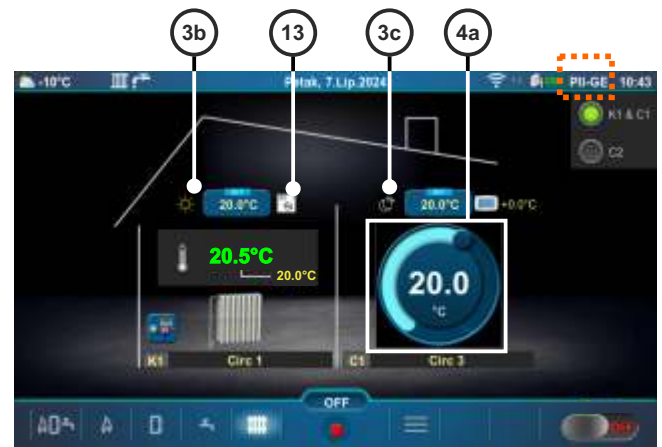 3b 13 3c 4a
-10°C Petak, 7.Lip.2024 PII-GE 10:43
K1 & C1
C2
20.0°C 20.0°C +0.0°C
20.5°C
20.0°C
20.0
°C
K1 Circ 1 C1 Circ 3
OFF
OFF